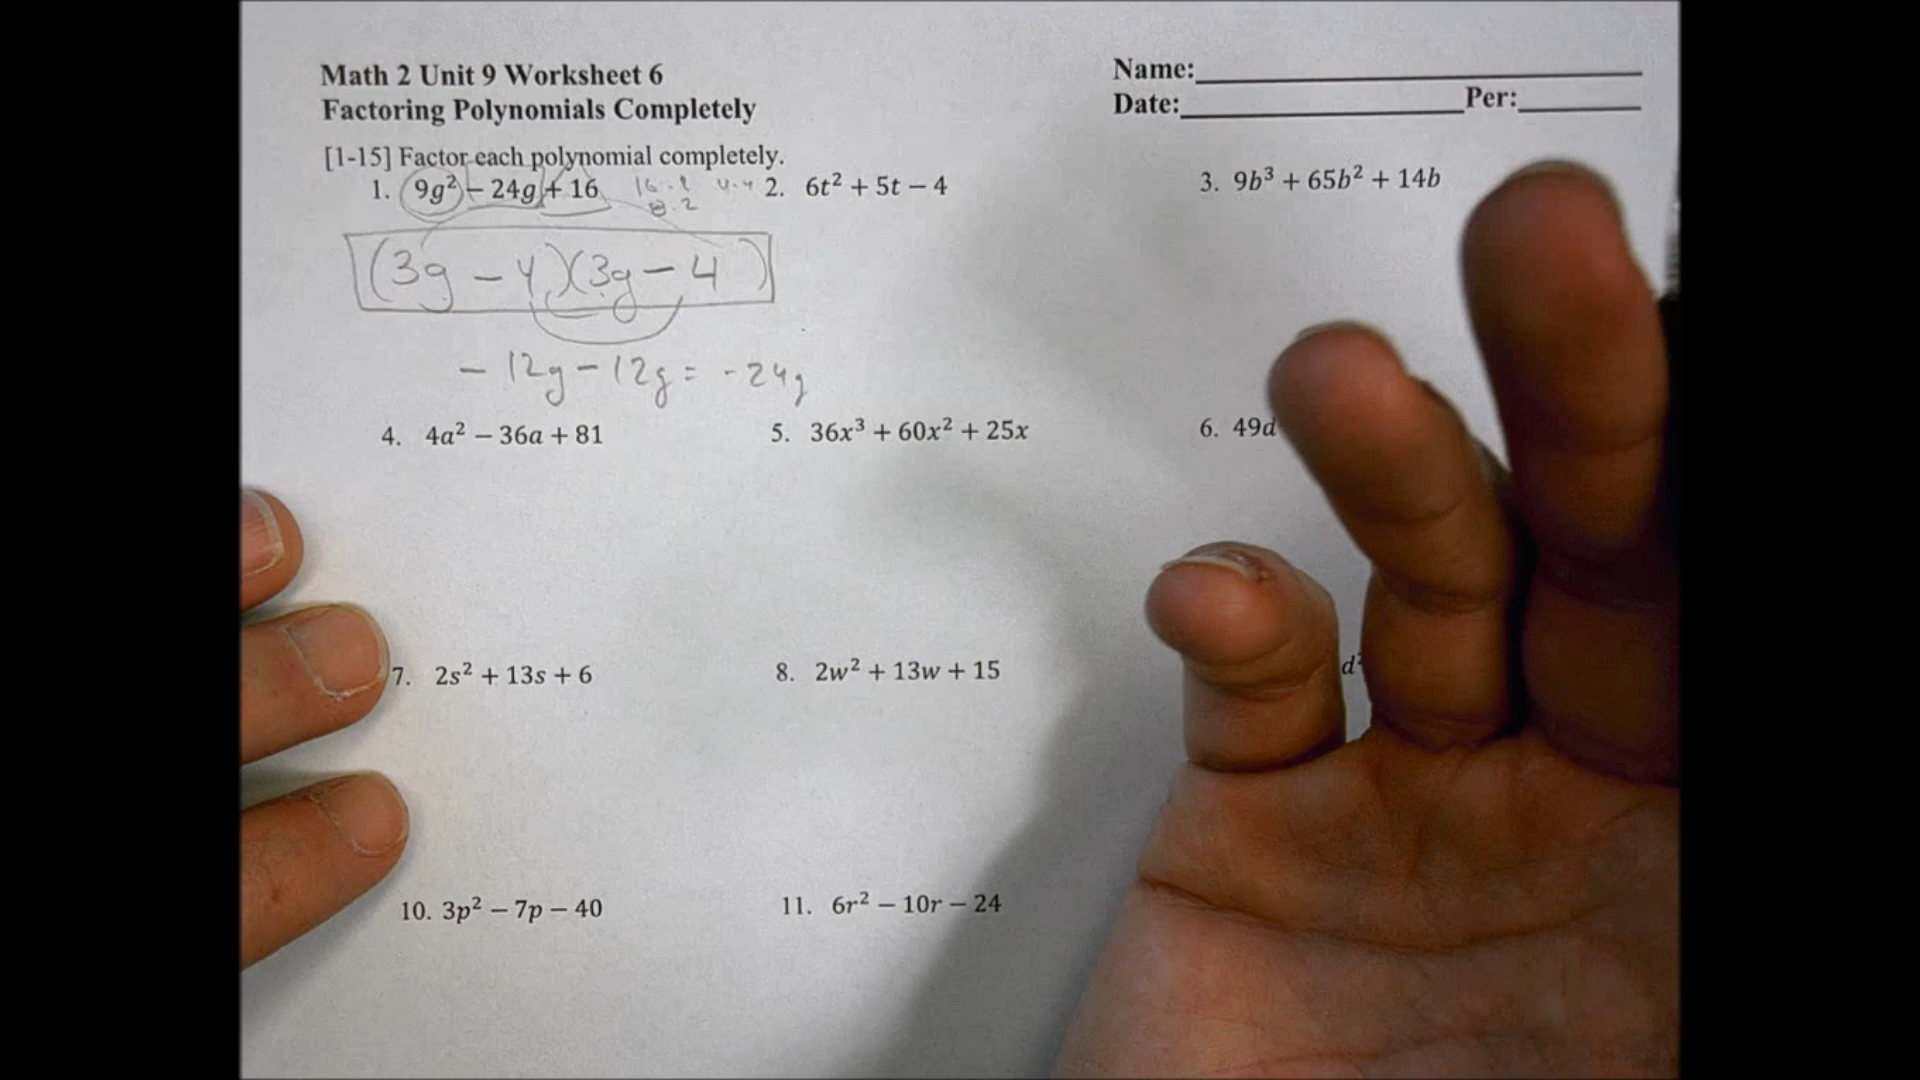 Math 2 Unit 9 Worksheet 6
Name:
Factoring Polynomials Completely
Date: Per:
[1-15] Factor each polynomial completely.
1. 9g² – 24g + 16
16 · 1 4·4
8·2
2. 6t² + 5t – 4
3. 9b³ + 65b² + 14b
(3g – 4)(3g – 4)
– 12g – 12g = -24g
4. 4a² – 36a + 81
5. 36x³ + 60x² + 25x
6. 49d
7. 2s² + 13s + 6
8. 2w² + 13w + 15
10. 3p² – 7p – 40
11. 6r² – 10r – 24